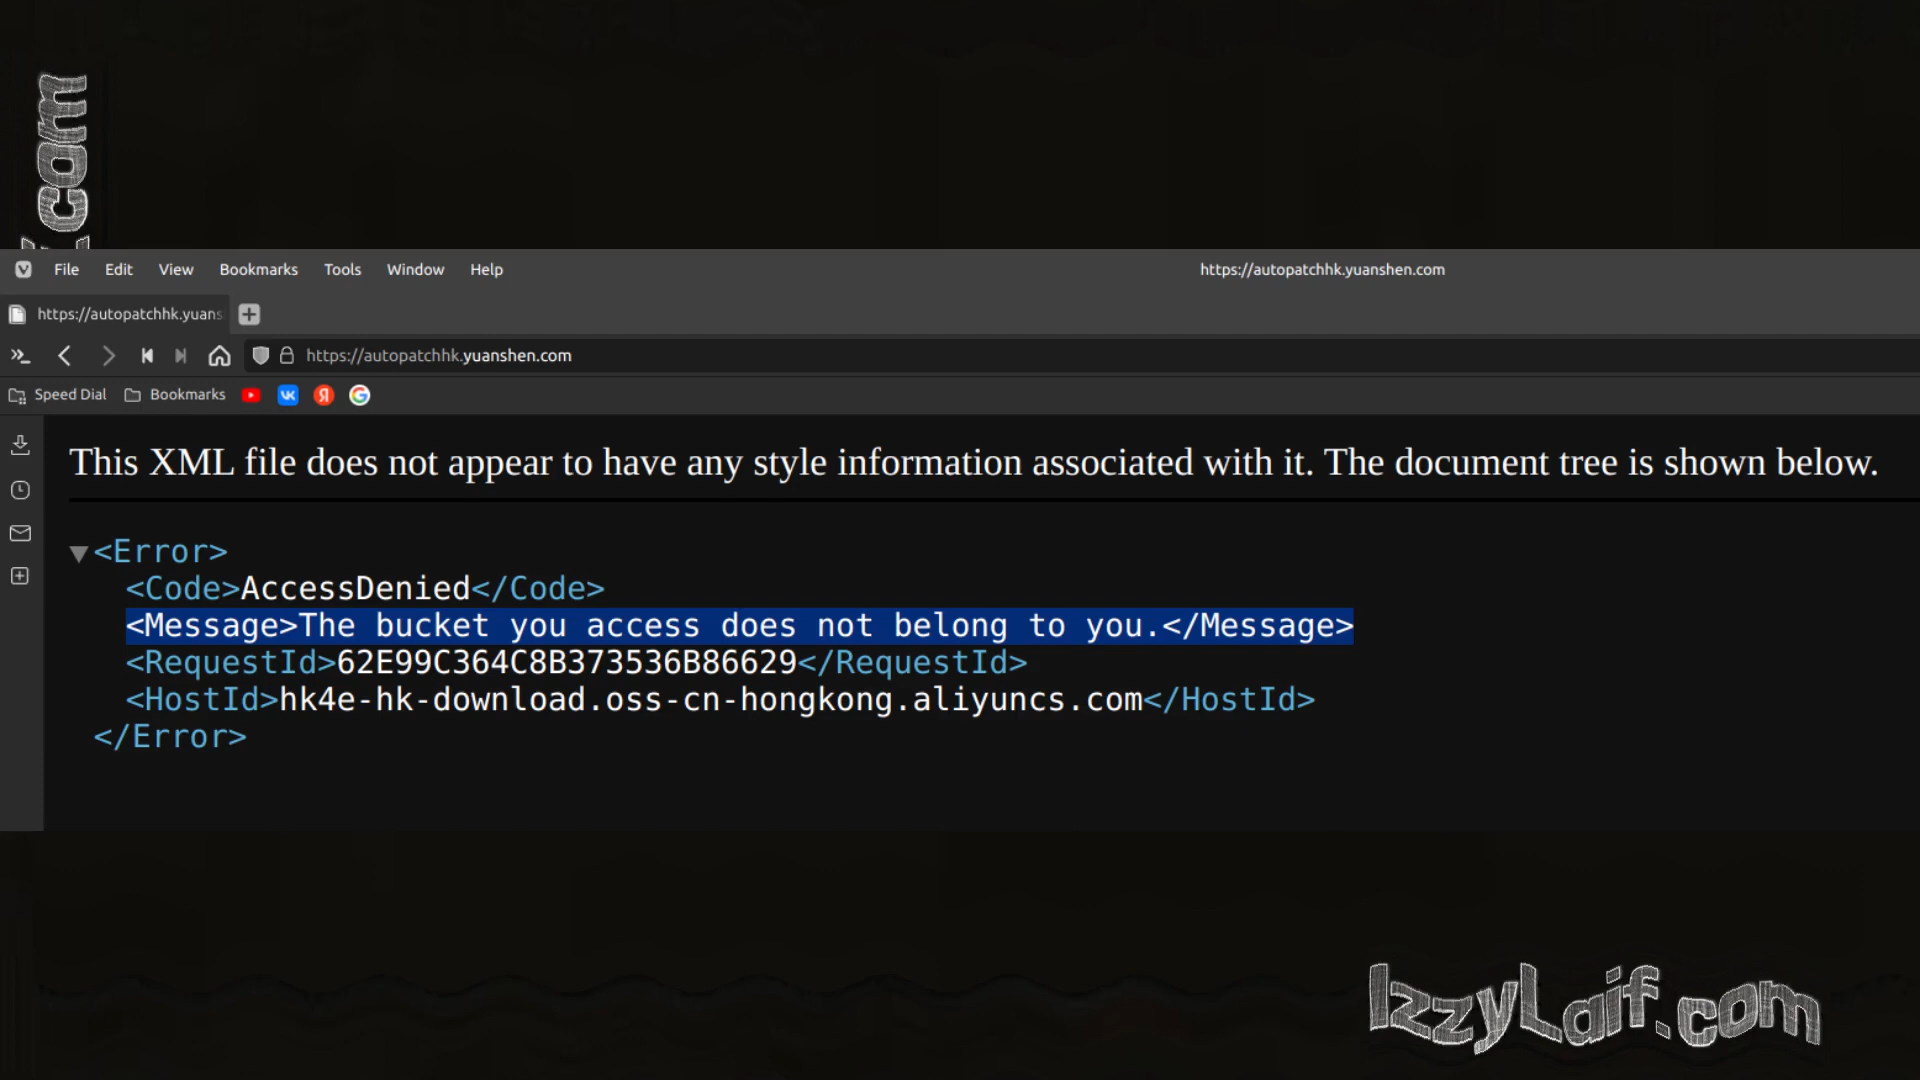 .com
File Edit View Bookmarks Tools Window Help https://autopatchhk.yuanshen.com
https://autopatchhk.yuans
https://autopatchhk.yuanshen.com
Speed Dial Bookmarks
This XML file does not appear to have any style information associated with it. The document tree is shown below.
▼<Error>
<Code>AccessDenied</Code>
<Message>The bucket you access does not belong to you.</Message>
<RequestId>62E99C364C8B373536B86629</RequestId>
<HostId>hk4e-hk-download.oss-cn-hongkong.aliyuncs.com</HostId>
</Error>
IzzyLaif.com